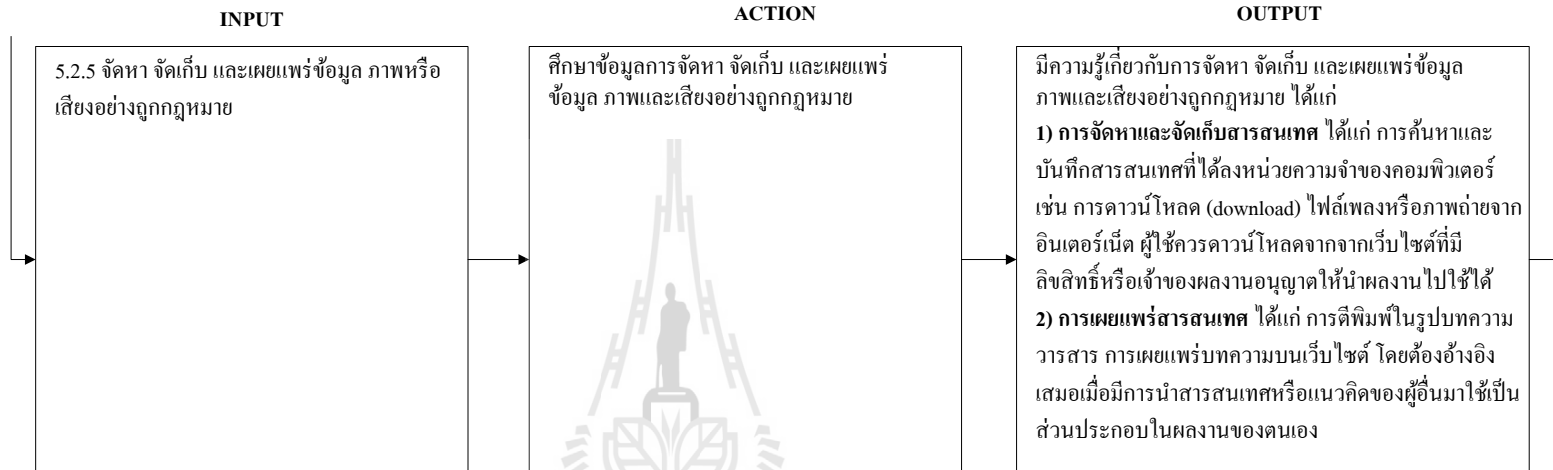 INPUT
ACTION
OUTPUT
5.2.5 จัดหา จัดเก็บ และเผยแพร่ข้อมูล ภาพหรือ
เสียงอย่างถูกกฎหมาย
ศึกษาข้อมูลการจัดหา จัดเก็บ และเผยแพร่
ข้อมูล ภาพและเสียงอย่างถูกกฎหมาย
มีความรู้เกี่ยวกับการจัดหา จัดเก็บ และเผยแพร่ข้อมูล
ภาพและเสียงอย่างถูกกฎหมาย ได้แก่
1) การจัดหาและจัดเก็บสารสนเทศ ได้แก่ การค้นหาและ
บันทึกสารสนเทศที่ได้ลงหน่วยความจำของคอมพิวเตอร์
เช่น การดาวน์โหลด (download) ไฟล์เพลงหรือภาพถ่ายจาก
อินเตอร์เน็ต ผู้ใช้ควรดาวน์โหลดจากจากเว็บไซต์ที่มี
ลิขสิทธิ์หรือเจ้าของผลงานอนุญาตให้นำผลงานไปใช้ได้
2) การเผยแพร่สารสนเทศ ได้แก่ การตีพิมพ์ในรูปบทความ
วารสาร การเผยแพร่บทความบนเว็บไซต์ โดยต้องอ้างอิง
เสมอเมื่อมีการนำสารสนเทศหรือแนวคิดของผู้อื่นมาใช้เป็น
ส่วนประกอบในผลงานของตนเอง